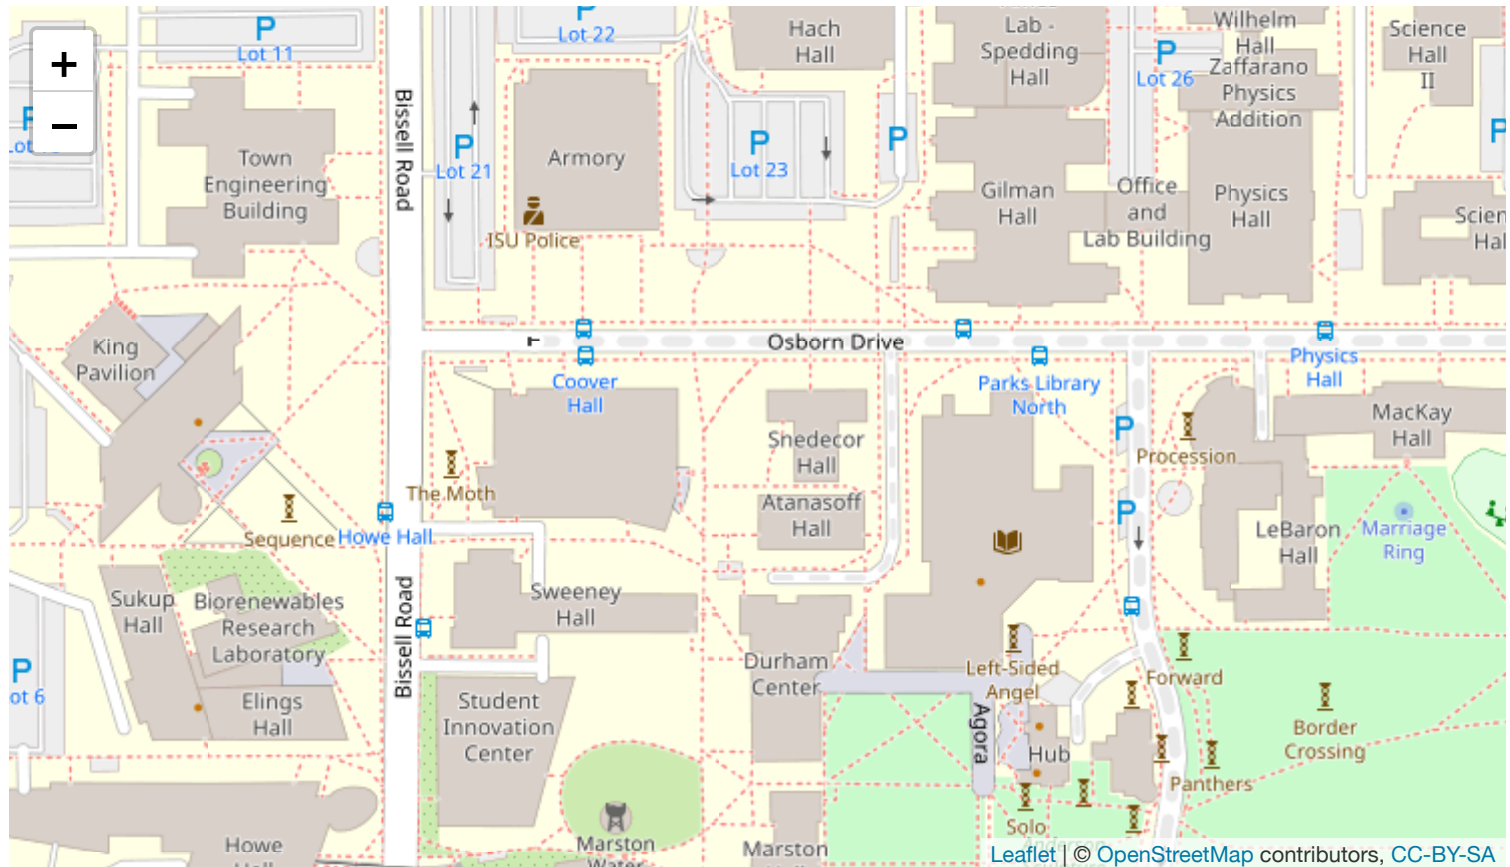 +
−
P
Lot 11
P
Lot 22
Hach
Hall
Lab -
Spedding
Hall
Wilhelm
Hall
Zaffarano
Physics
Addition
P
Lot 26
Science
Hall
II
P
P
Bissell Road
P
Lot 21
Armory
P
Lot 23
P
Town
Engineering
Building
Gilman
Hall
Office
and
Lab Building
Physics
Hall
ISU Police
King
Pavilion
Osborn Drive
Coover
Hall
Parks Library
North
Physics
Hall
MacKay
Hall
P
Procession
Snedecor
Hall
The Moth
Atanasoff
Hall
P
Sequence
Howe Hall
LeBaron
Hall
Marriage
Ring
Sukup
Hall
Biorenewables
Research
Laboratory
Bissell Road
Sweeney
Hall
P
ot 6
Durham
Center
Left-Sided
Angel
Forward
Elings
Hall
Student
Innovation
Center
Agora
Hub
Border
Crossing
Panthers
Solo
Howe
Marston
Marston
Leaflet | © OpenStreetMap contributors, CC-BY-SA